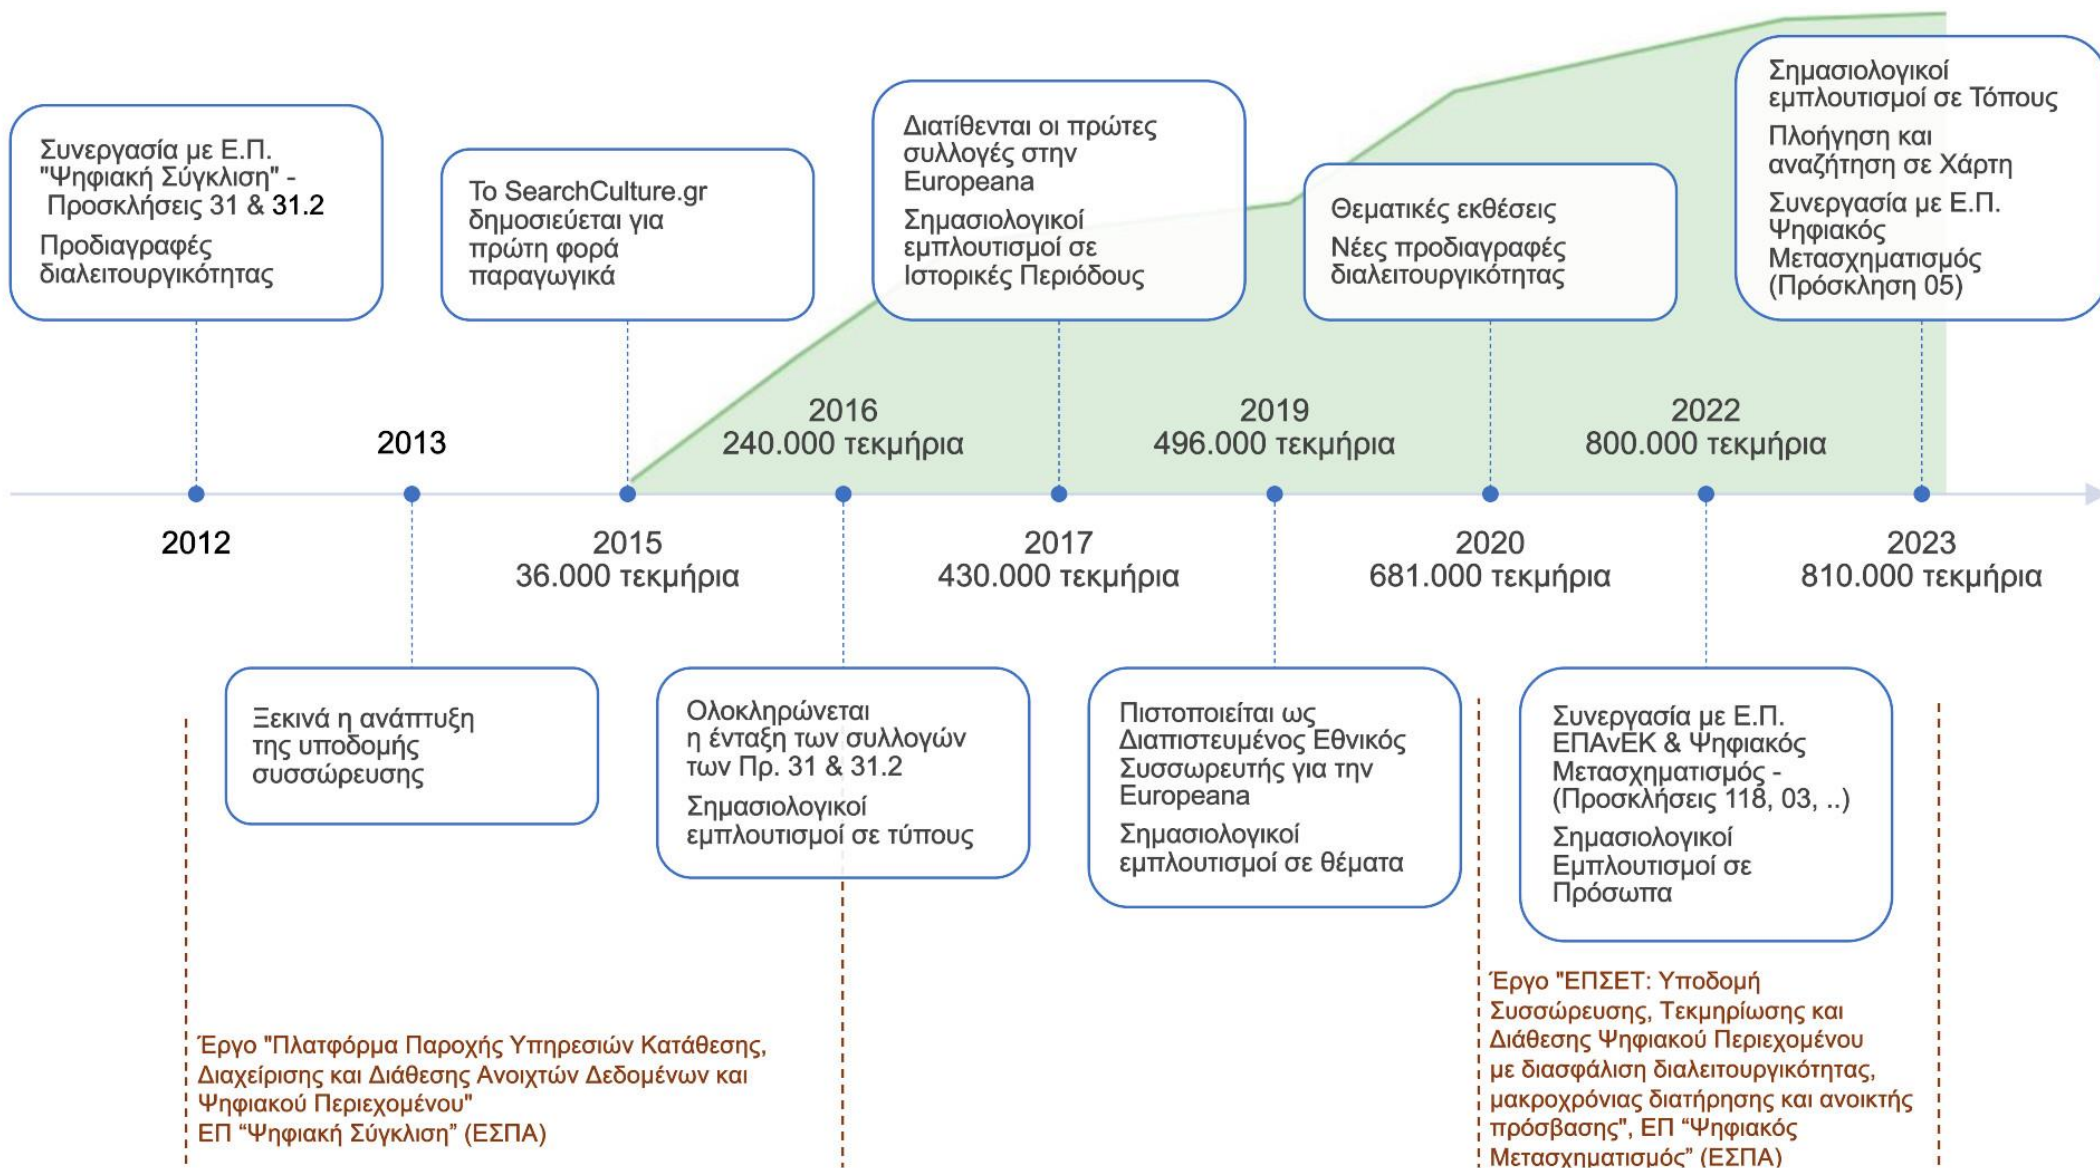 Συνεργασία με Ε.Π.
"Ψηφιακή Σύγκλιση" -
Προσκλήσεις 31 & 31.2
Προδιαγραφές
διαλειτουργικότητας
Το SearchCulture.gr
δημοσιεύεται για
πρώτη φορά
παραγωγικά
Διατίθενται οι πρώτες
συλλογές στην
Europeana
Σημασιολογικοί
εμπλουτισμοί σε
Ιστορικές Περιόδους
Θεματικές εκθέσεις
Νέες προδιαγραφές
διαλειτουργικότητας
Σημασιολογικοί
εμπλουτισμοί σε Τόπους
Πλοήγηση και
αναζήτηση σε Χάρτη
Συνεργασία με Ε.Π.
Ψηφιακός
Μετασχηματισμός
(Πρόσκληση 05)
2013
2016
240.000 τεκμήρια
2019
496.000 τεκμήρια
2022
800.000 τεκμήρια
2012
2015
36.000 τεκμήρια
2017
430.000 τεκμήρια
2020
681.000 τεκμήρια
2023
810.000 τεκμήρια
Ξεκινά η ανάπτυξη
της υποδομής
συσσώρευσης
Ολοκληρώνεται
η ένταξη των συλλογών
των Πρ. 31 & 31.2
Σημασιολογικοί
εμπλουτισμοί σε τύπους
Πιστοποιείται ως
Διαπιστευμένος Εθνικός
Συσσωρευτής για την
Europeana
Σημασιολογικοί
εμπλουτισμοί σε θέματα
Συνεργασία με Ε.Π.
ΕΠΑνΕΚ & Ψηφιακός
Μετασχηματισμός -
(Προσκλήσεις 118, 03, ..)
Σημασιολογικοί
Εμπλουτισμοί σε
Πρόσωπα
Έργο "Πλατφόρμα Παροχής Υπηρεσιών Κατάθεσης,
Διαχείρισης και Διάθεσης Ανοιχτών Δεδομένων και
Ψηφιακού Περιεχομένου"
ΕΠ “Ψηφιακή Σύγκλιση” (ΕΣΠΑ)
Έργο "ΕΠΣΕΤ: Υποδομή
Συσσώρευσης, Τεκμηρίωσης και
Διάθεσης Ψηφιακού Περιεχομένου
με διασφάλιση διαλειτουργικότητας,
μακροχρόνιας διατήρησης και ανοικτής
πρόσβασης", ΕΠ “Ψηφιακός
Μετασχηματισμός” (ΕΣΠΑ)